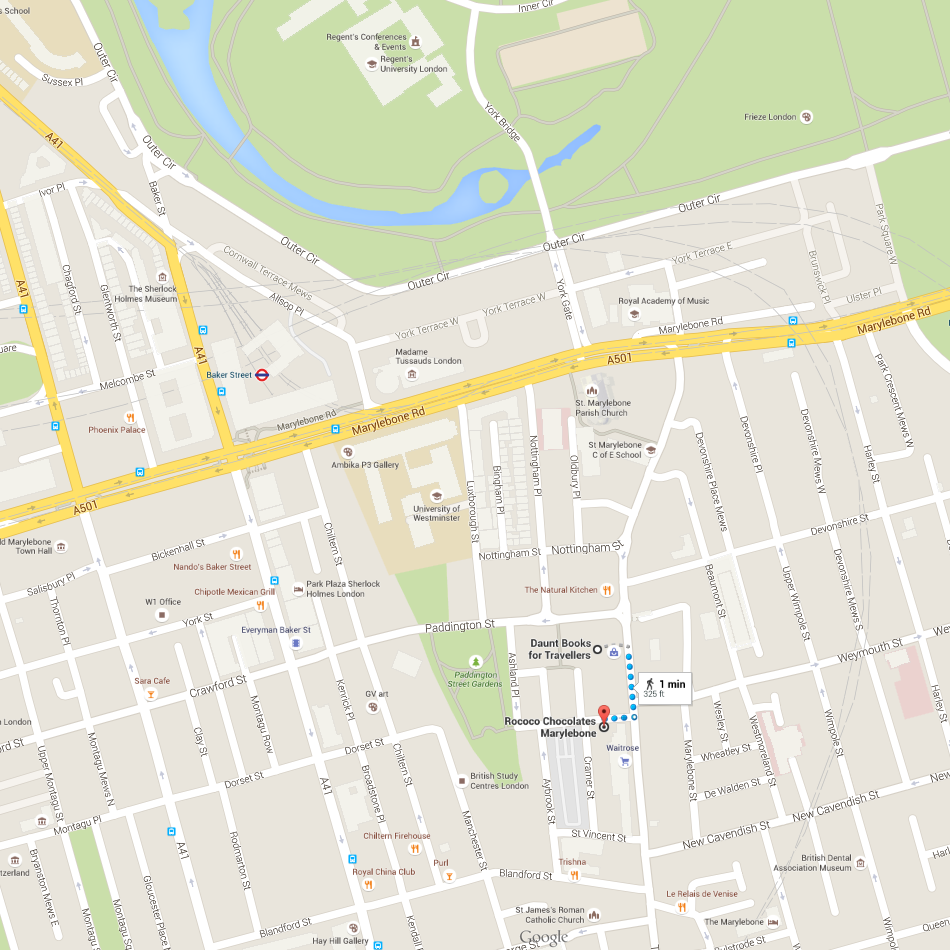 s School
Inner Cir
Regent's Conferences
& Events
Regent's
University London
Outer Cir
Sussex Pl
York Bridge
Frieze London
A41
Outer Cir
Ivor Pl
Baker St
Outer Cir
Park Square W
Outer Cir
Outer Cir
York Terrace E
Brunswick Pl
Cornwall Terrace Mews
Chagford St
Glentworth St
The Sherlock
Holmes Museum
Outer Cir
Allsop Pl
York Gate
Royal Academy of Music
Ulster Pl
A41
York Terrace W
York Terrace W
Marylebone Rd
Marylebone Rd
A41
Madame
Tussauds London
A501
Baker Street
Melcombe St
Park Crescent Mews W
Phoenix Palace
Marylebone Rd
Marylebone Rd
St. Marylebone
Parish Church
Ambika P3 Gallery
St Marylebone
C of E School
Nottingham Pl
Oldbury Pl
Devonshire Place Mews
Devonshire Pl
Devonshire Mews W
Harley St
Bingham Pl
Luxborough St
A501
University of
Westminster
Devonshire St
Chiltern St
ld Marylebone
Town Hall
Bickenhall St
Nottingham St
Nottingham St
Nando's Baker Street
Salisbury Pl
Chipotle Mexican Grill
Park Plaza Sherlock
Holmes London
The Natural Kitchen
Beaumont St
Upper Wimpole St
Devonshire Mews S
W1 Office
York St
Thornton Pl
Everyman Baker St
Paddington St
Daunt Books
for Travellers
Weymouth St
Sara Cafe
Crawford St
Paddington
Street Gardens
Ashland Pl
1 min
325 ft
GV art
Kenrick Pl
Montagu Row
Harley St
Rococo Chocolates
Marylebone
Wesley St
Westmoreland St
London
Clay St
Dorset St
Waitrose
Wheatley St
Marylebone St
Upper Montagu St
Montagu Mews N
Dorset St
A41
Broadstone Pl
Chiltern St
British Study
Centres London
Aybrook St
Cramer St
De Walden St
New Cavendish St
New Cavendish St
Montagu Pl
A41
Manchester St
St Vincent St
Chiltern Firehouse
Rodmarton St
Purl
Trishna
British Dental
Association Museum
Royal China Club
Blandford St
Le Relais de Venise
Bryanston Mews E
Gloucester Place
St James's Roman
Catholic Church
The Marylebone
Blandford St
Hay Hill Gallery
Google